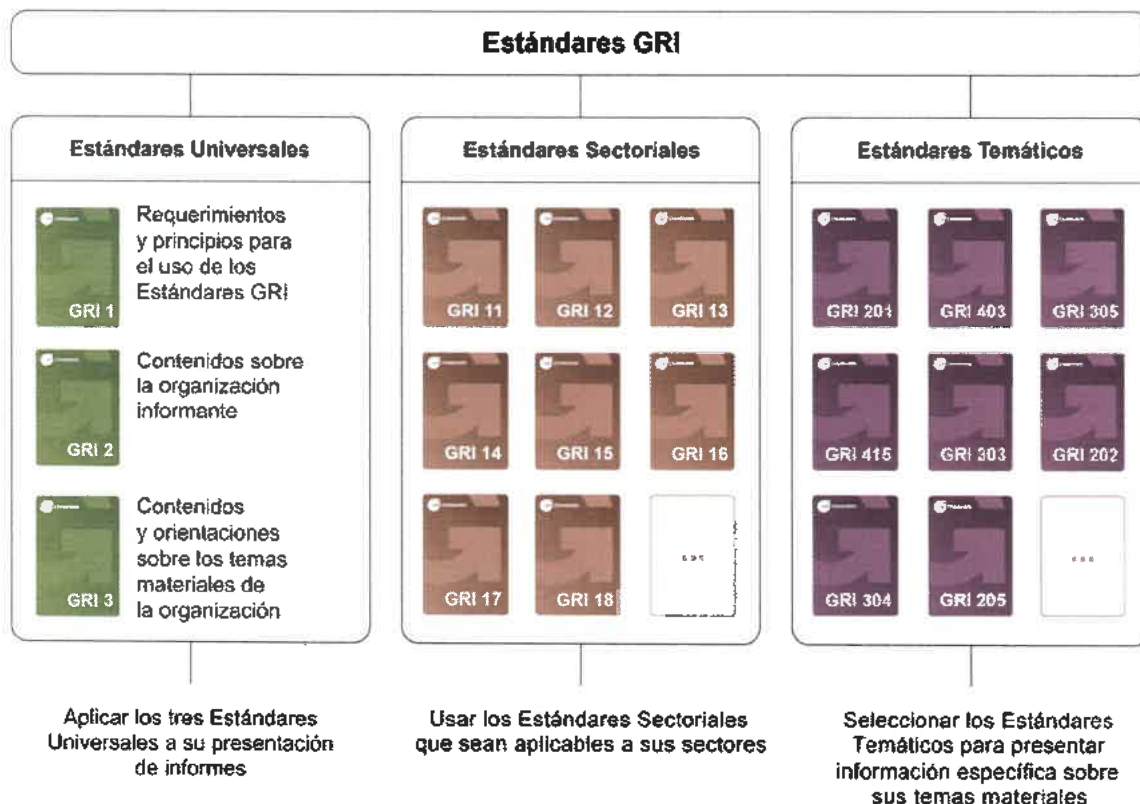 Estándares GRI
Estándares Universales
GRI 1
Requerimientos
y principios para
el uso de los
Estándares GRI
GRI 2
Contenidos sobre
la organización
informante
GRI 3
Contenidos
y orientaciones
sobre los temas
materiales de
la organización
Aplicar los tres Estándares
Universales a su presentación
de informes
Estándares Sectoriales
GRI 11 GRI 12 GRI 13
GRI 14 GRI 15 GRI 16
GRI 17 GRI 18 ...
Usar los Estándares Sectoriales
que sean aplicables a sus sectores
Estándares Temáticos
GRI 201 GRI 403 GRI 305
GRI 415 GRI 303 GRI 202
GRI 304 GRI 205 ...
Seleccionar los Estándares
Temáticos para presentar
información específica sobre
sus temas materiales